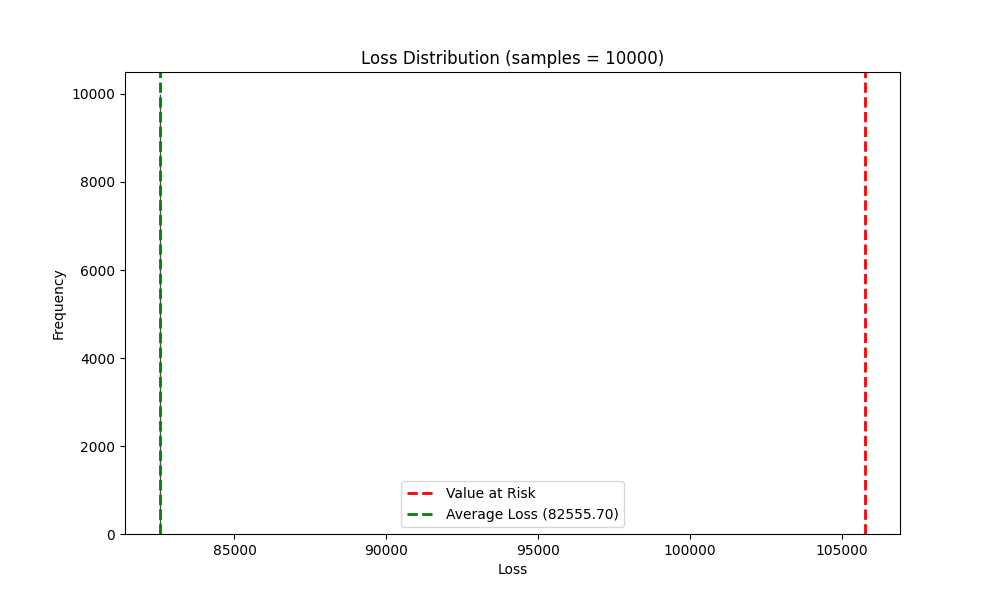 Loss Distribution (samples = 10000)
Frequency
10000
8000
6000
4000
2000
0
Value at Risk
Average Loss (82555.70)
85000
90000
95000
100000
105000
Loss